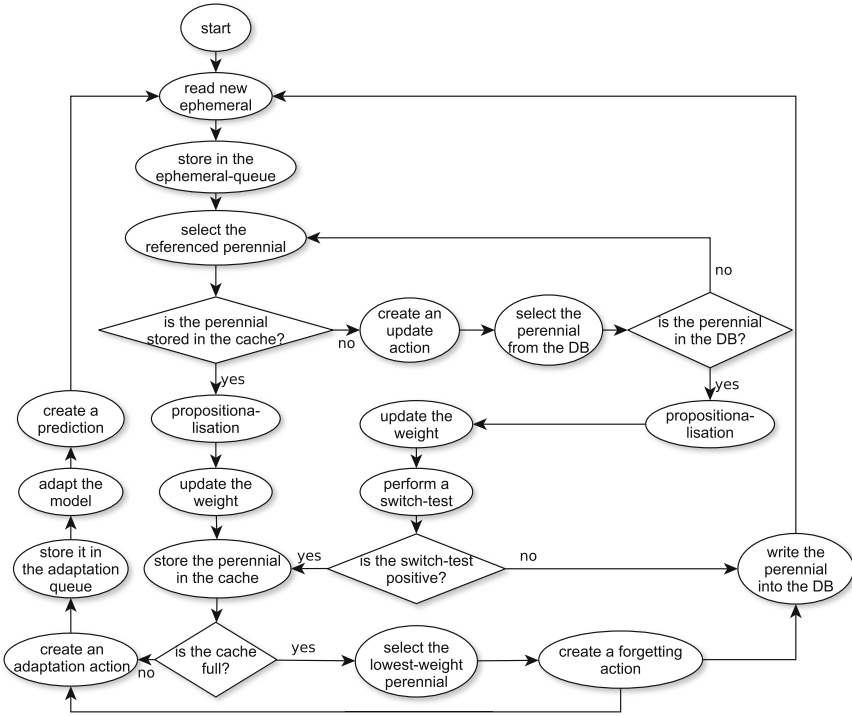 start
read new
ephemeral
store in the
ephemeral-queue
select the
referenced perennial
no
is the perennial
stored in the cache?
no
create an
update
action
select the
perennial
from the DB
is the perennial
in the DB?
yes
yes
create a
prediction
propositiona-
lisation
update the
weight
propositiona-
lisation
adapt the
model
update the
weight
perform a
switch-test
store it in
the adaptation
queue
store the perennial
in the cache
yes
is the switch-test
positive?
no
write the
perennial
into the DB
create an
adaptation action
no
is the cache
full?
yes
select the
lowest-weight
perennial
create a forgetting
action